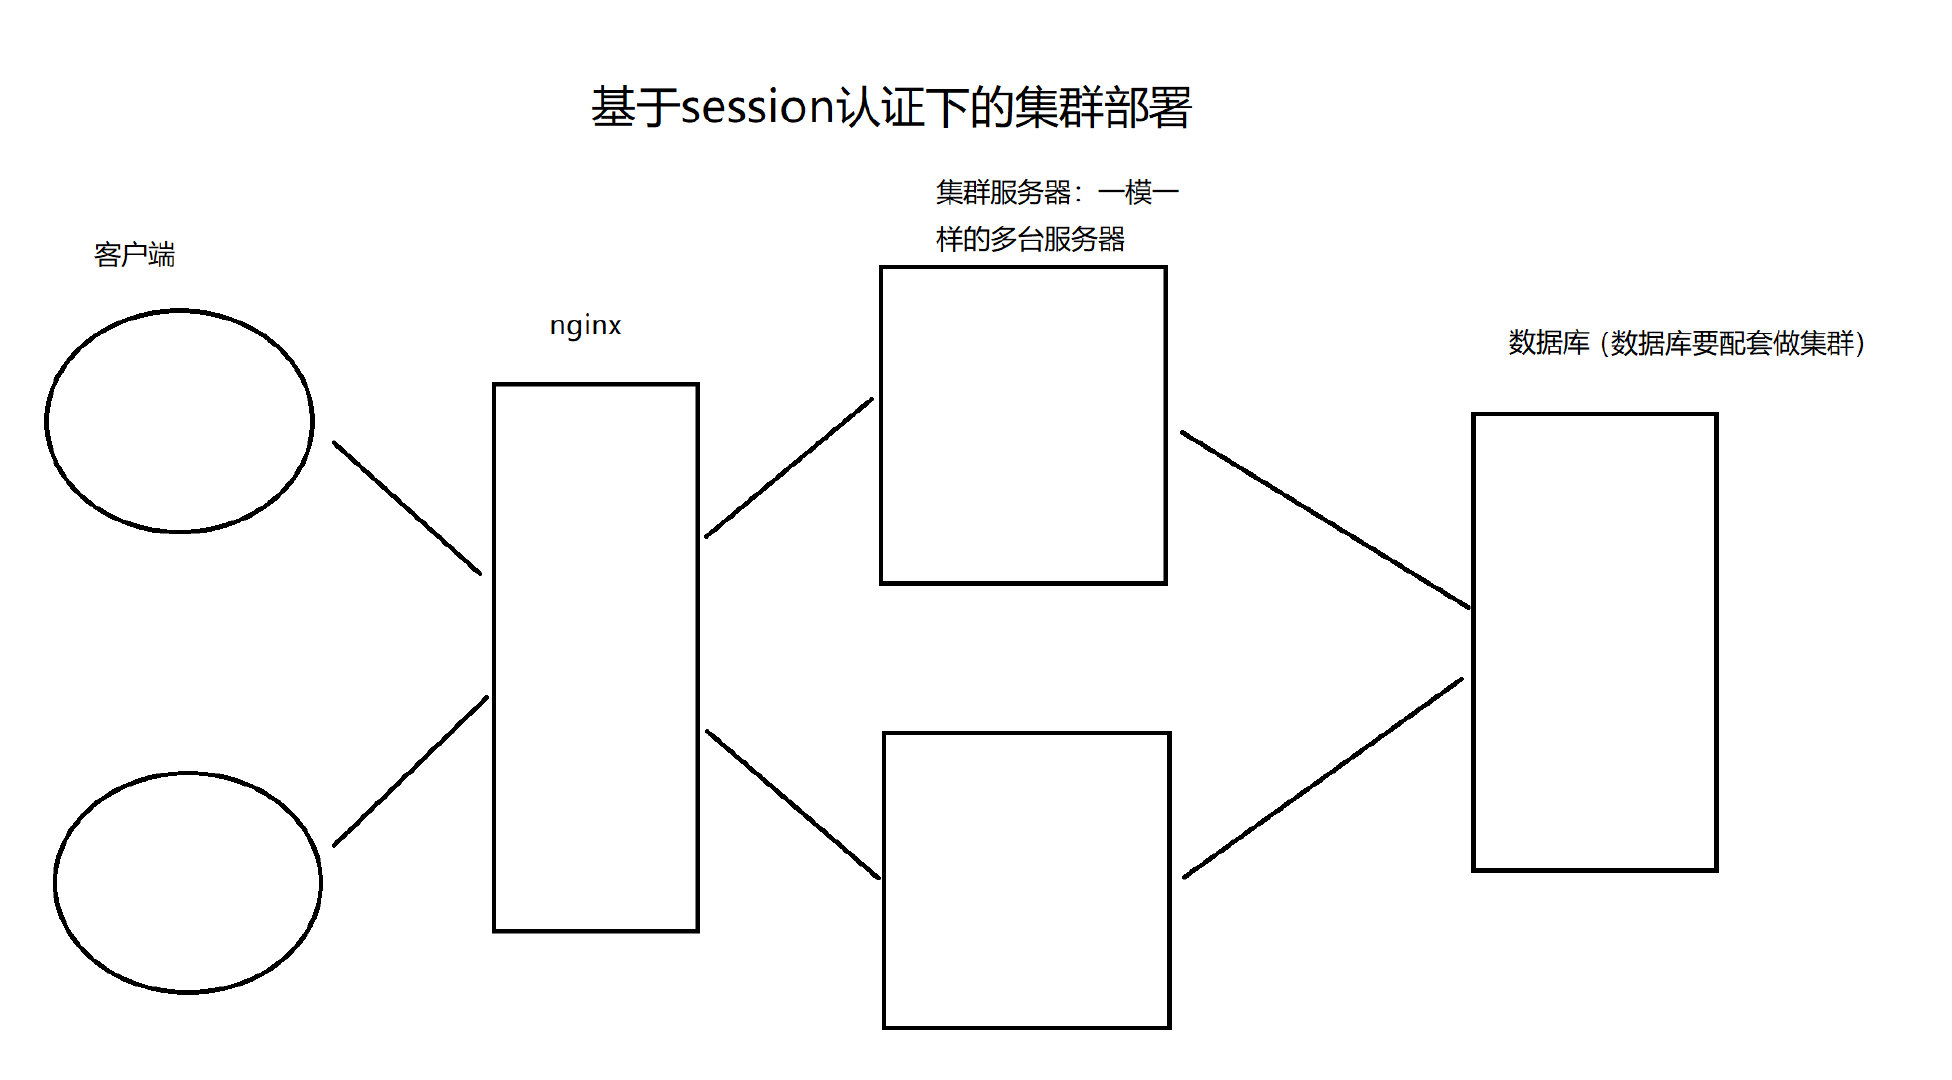 基于session认证下的集群部署
集群服务器：一模一
样的多台服务器
客户端
nginx
数据库（数据库要配套做集群）